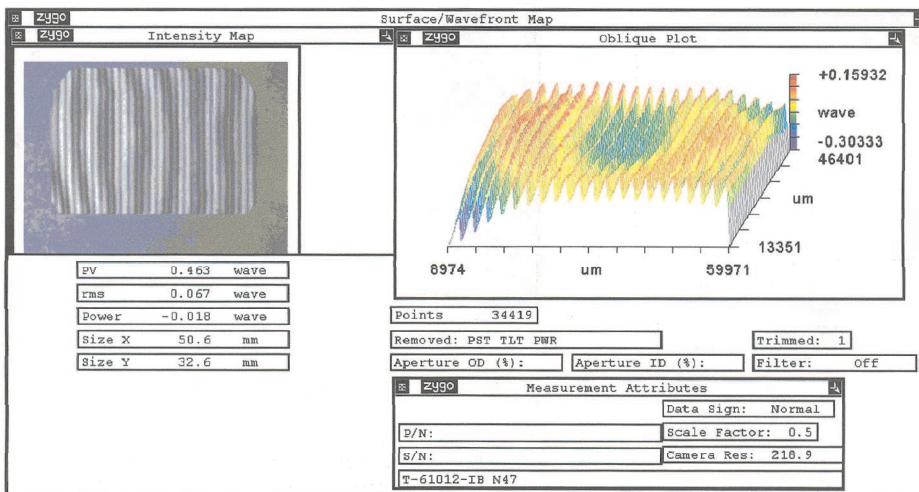 zygo Surface/Wavefront Map
zygo Intensity Map
zygo Oblique Plot
+0.15932
wave
-0.30333
46401
um
13351
8974 um 59971
PV 0.463 wave
rms 0.067 wave
Power -0.018 wave
Size X 50.6 mm
Size Y 32.6 mm
Points 34419
Removed: PST TLT PWR
Trimmed: 1
Aperture OD (%):
Aperture ID (%):
Filter: Off
zygo Measurement Attributes
Data Sign: Normal
P/N:
Scale Factor: 0.5
S/N:
Camera Res: 218.9
T-61012-IB N47